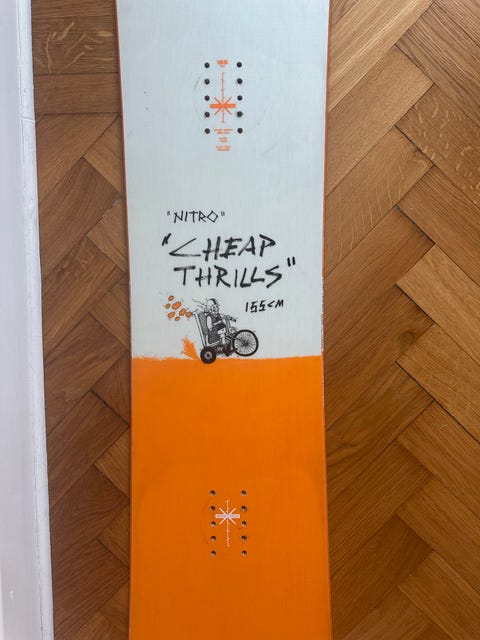 "NITRO"
"CHEAP
THRILLS"
155CM